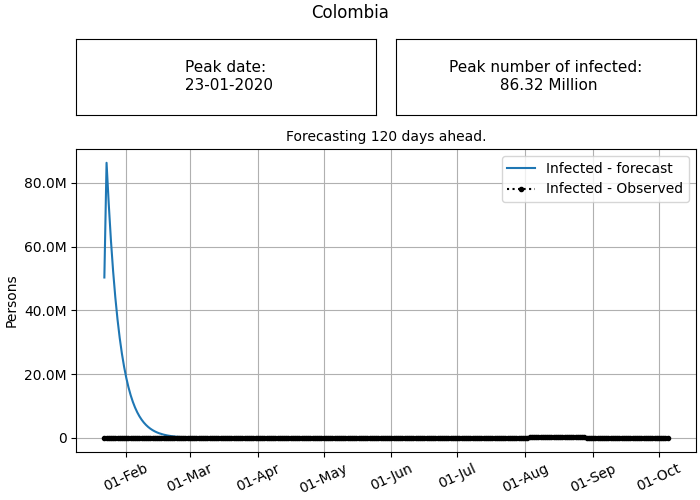 Colombia
Peak date:
23-01-2020
Peak number of infected:
86.32 Million
Forecasting 120 days ahead.
Infected - forecast
Infected - Observed
80.0M
60.0M
40.0M
20.0M
0
Persons
01-Feb
01-Mar
01-Apr
01-May
01-Jun
01-Jul
01-Aug
01-Sep
01-Oct